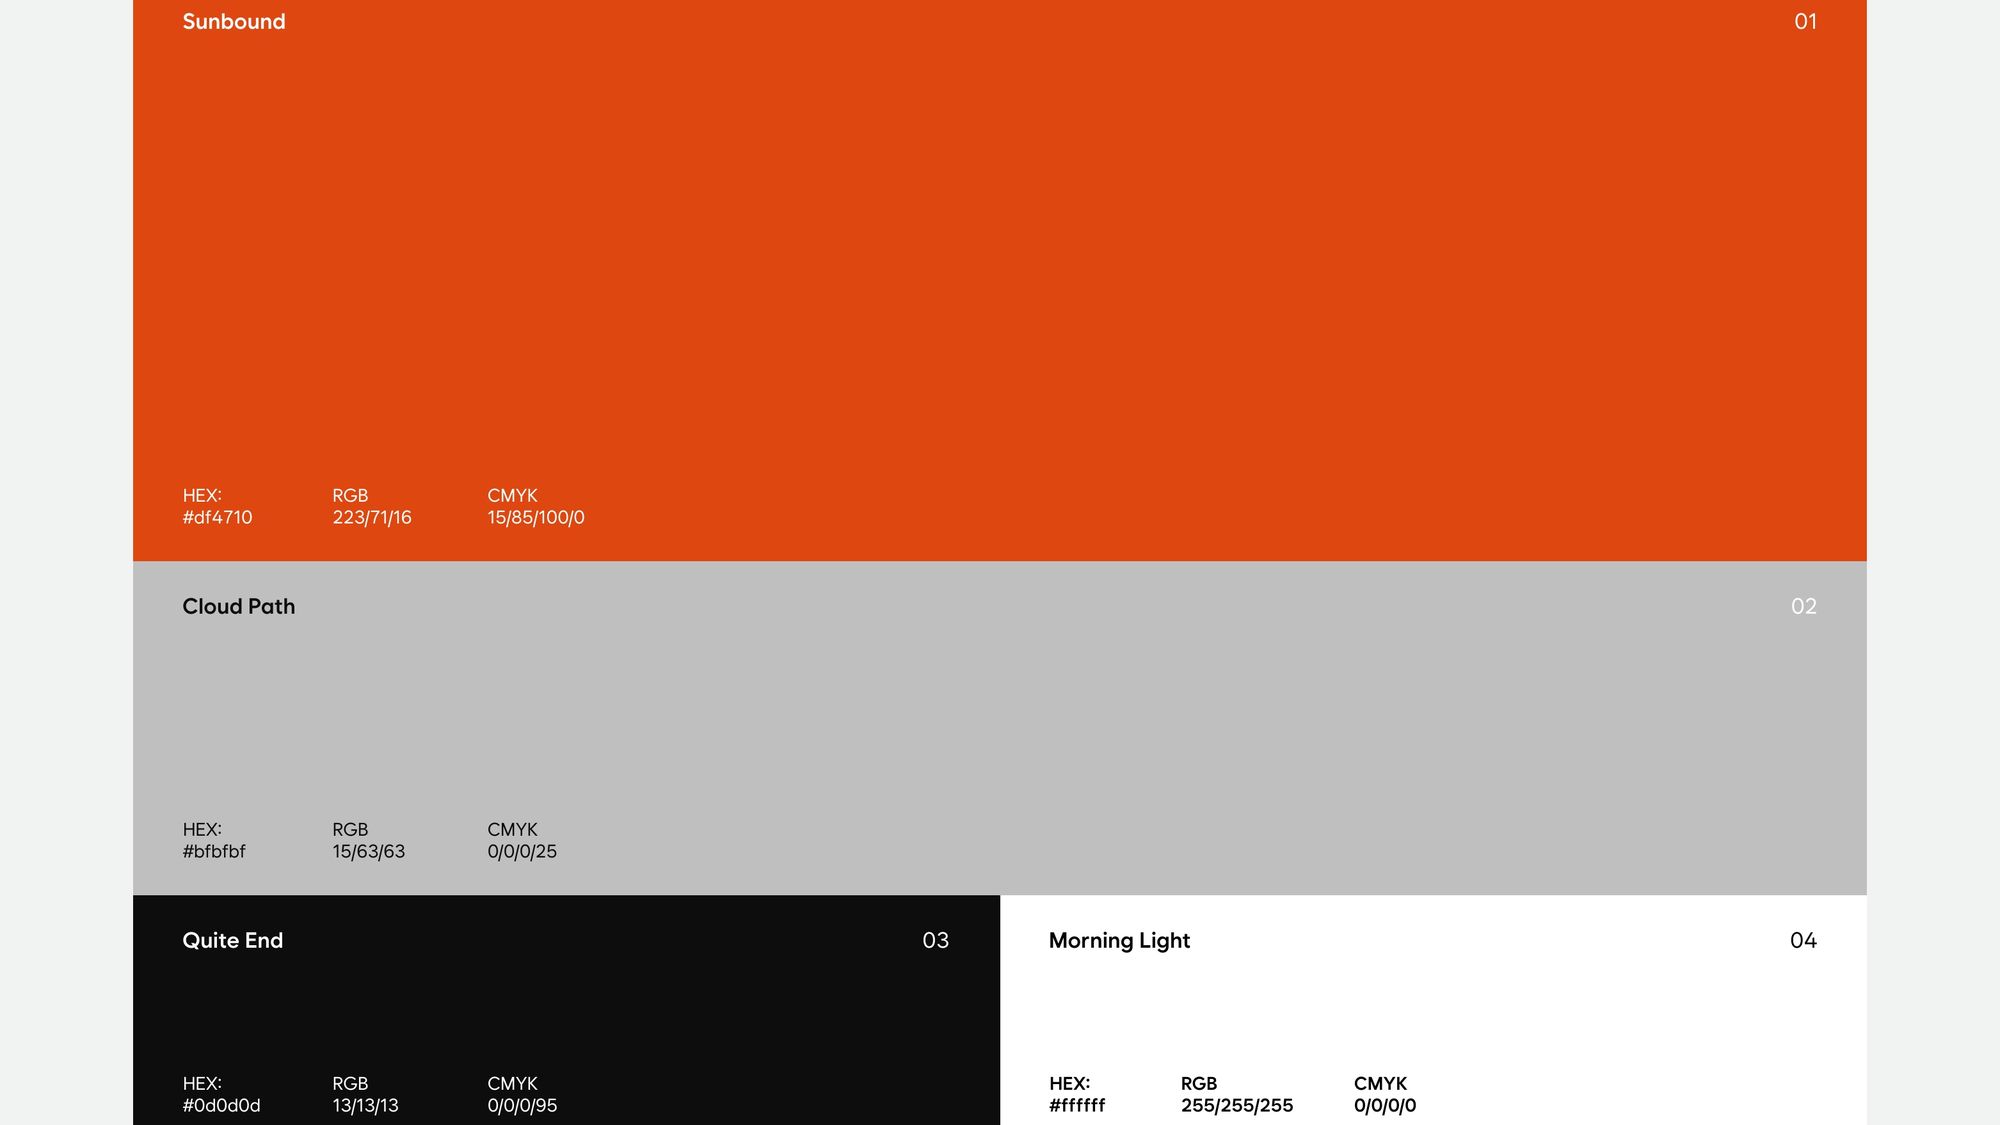 Sunbound 01
HEX: RGB CMYK
#df4710 223/71/16 15/85/100/0
Cloud Path 02
HEX: RGB CMYK
#bfbfbf 15/63/63 0/0/0/25
Quite End 03
HEX: RGB CMYK
#0d0d0d 13/13/13 0/0/0/95
Morning Light 04
HEX: RGB CMYK
#ffffff 255/255/255 0/0/0/0